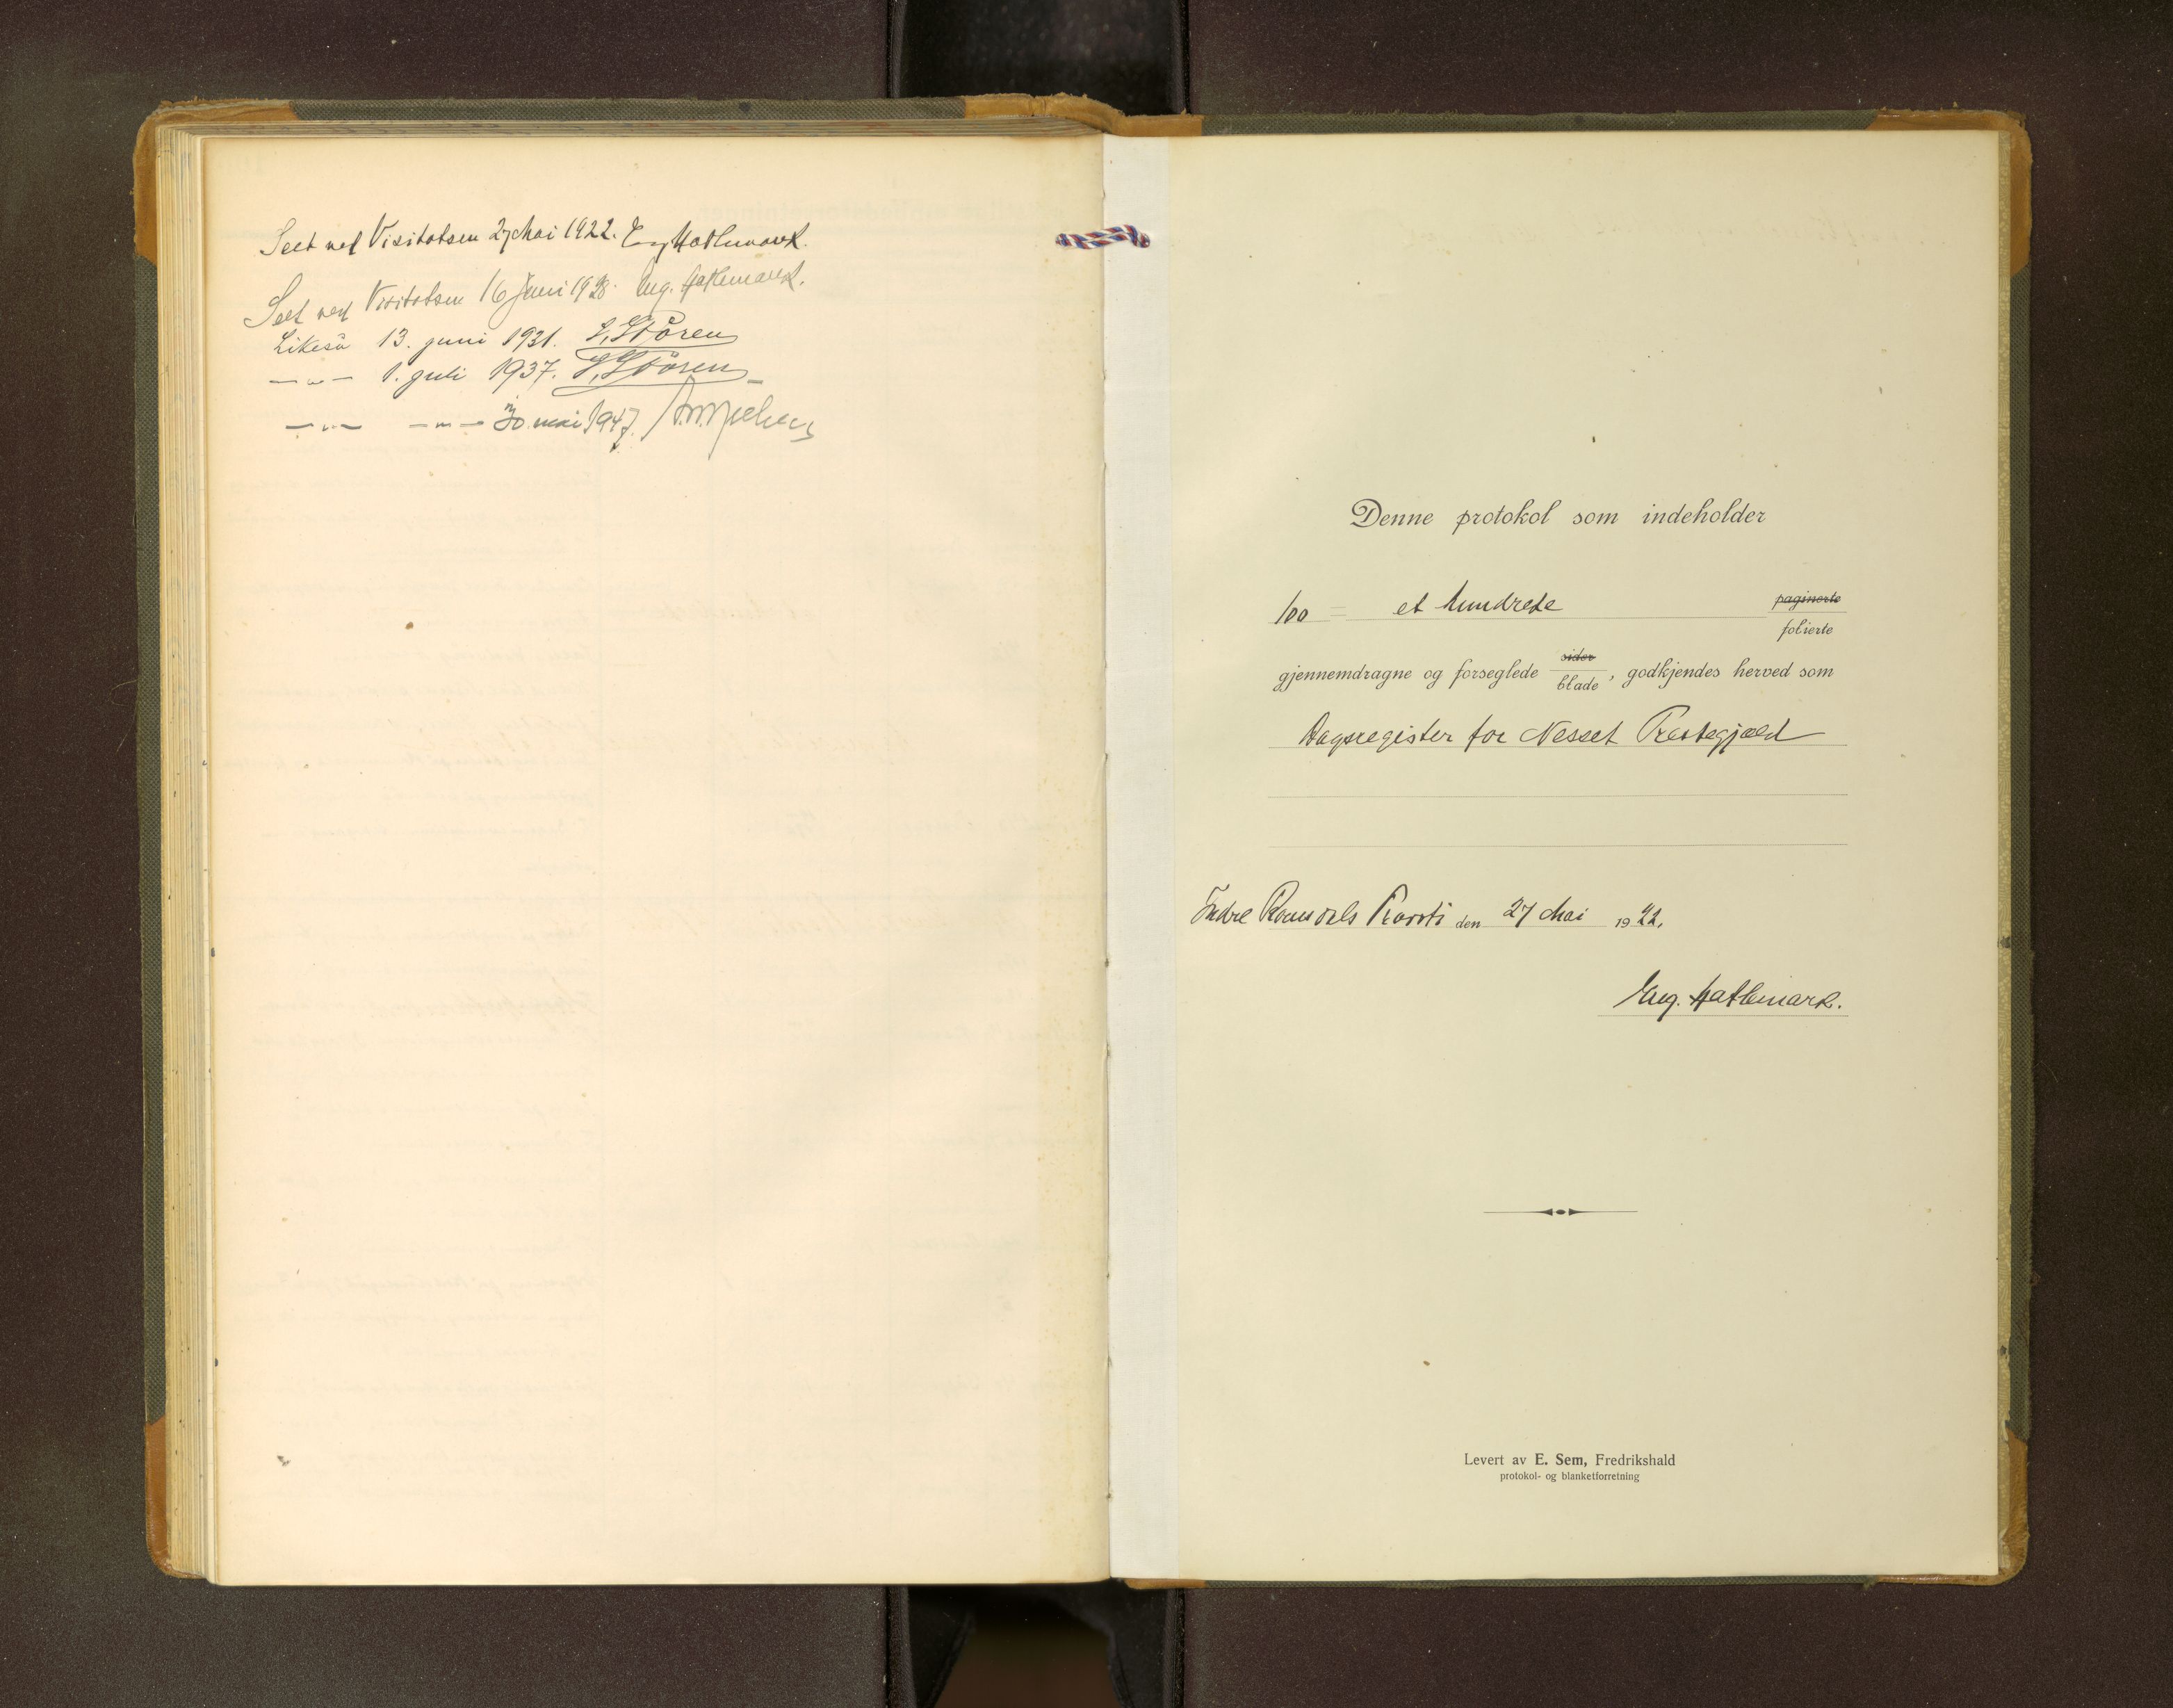 Seet ved Visitatsen 27 Mai 1922. Eug Hatlemark.
Seet ved Visitatsen 16 Juni 1928. Eug. Hatlemark.
Likeså 13. juni 1931. S. Støren
— „ — 1. juli 1937. S. Støren
— „ — — „ — 30. mai 1947.
Denne protokol som indeholder
100 = et hundrede paginerte
folierte
gjennemdragne og forseglede sider
blade, godkjendes herved som
Dagsregister for Nesset Prestegjæld
Indre Romsdals Provsti den 27 Mai 1922.
Eug. Hatlemark.
Levert av E. Sem, Fredrikshald
protokol- og blanketforretning